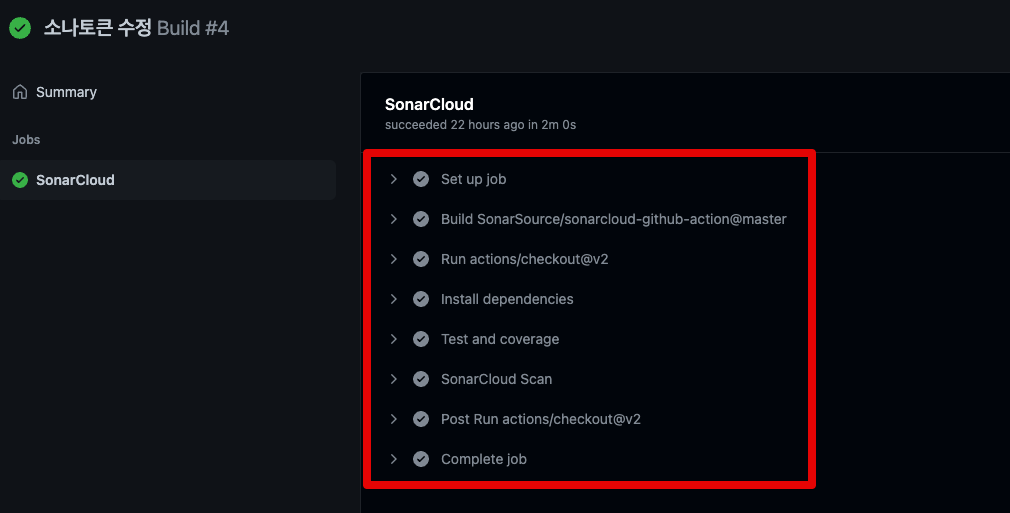 소나토큰 수정 Build #4
Summary
Jobs
SonarCloud
SonarCloud
succeeded 22 hours ago in 2m 0s
Set up job
Build SonarSource/sonarcloud-github-action@master
Run actions/checkout@v2
Install dependencies
Test and coverage
SonarCloud Scan
Post Run actions/checkout@v2
Complete job